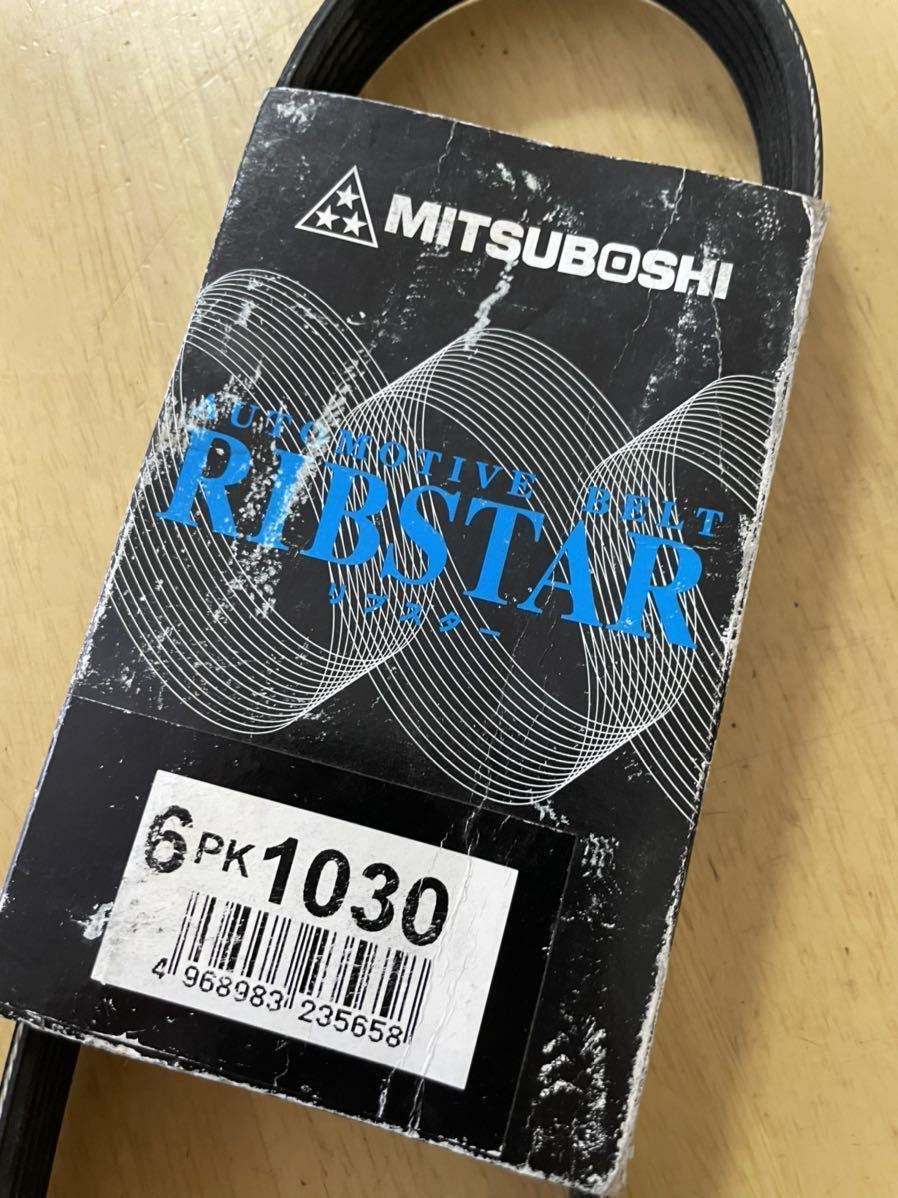 MITSUBOSHI
AUTOMOTIVE BELT
RIBSTAR
リブスター
6PK1030
4 968983 235658